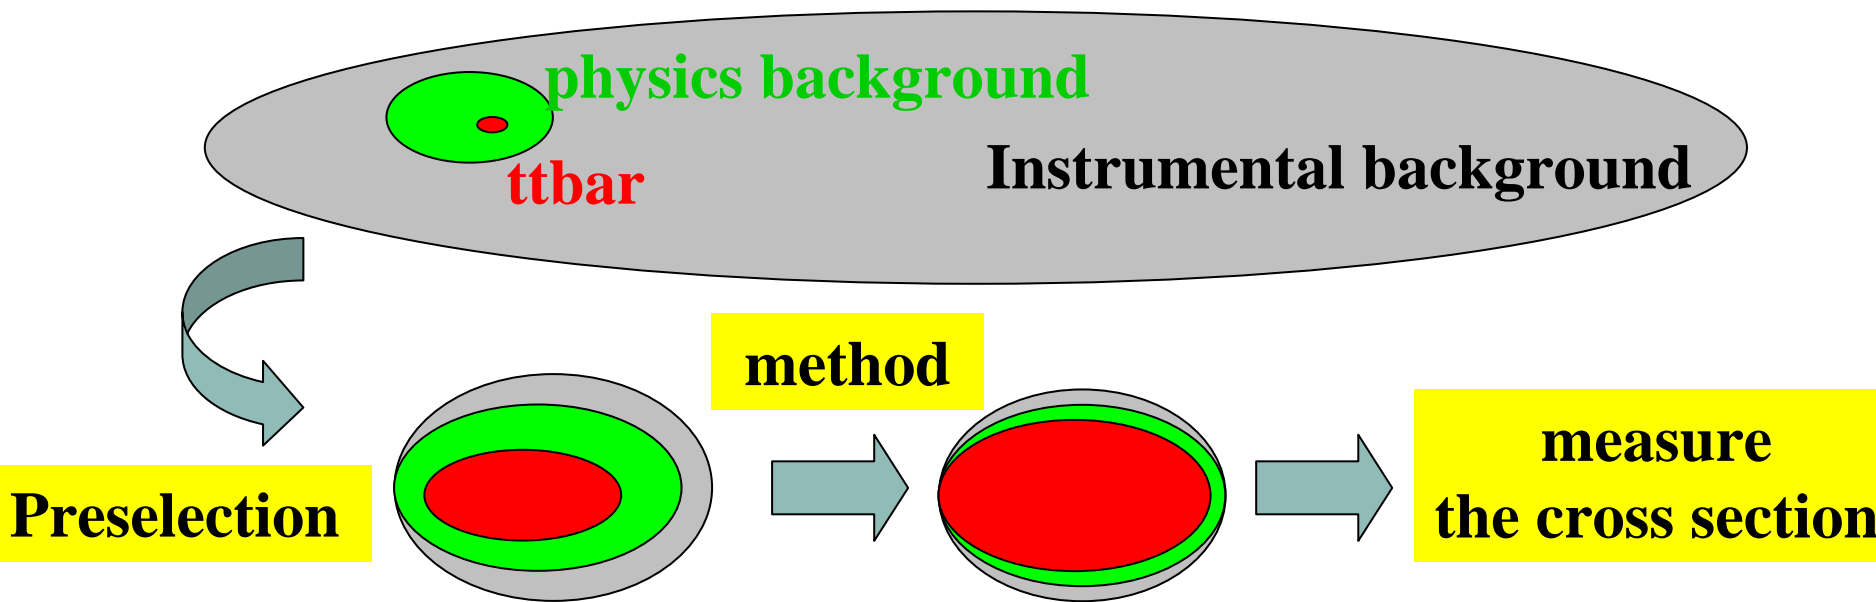 physics background
Instrumental background
ttbar
method
Preselection
measure
the cross section